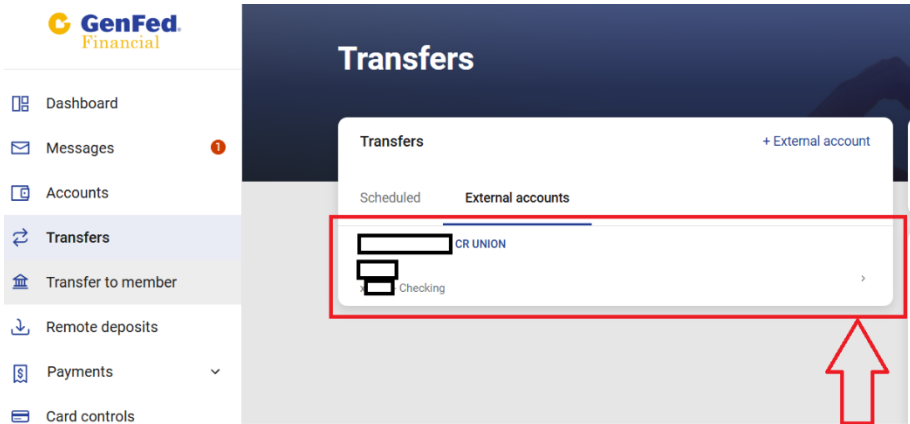 GenFed.
Financial
Dashboard
Messages
1
Accounts
Transfers
Transfer to member
Remote deposits
Payments
Card controls
Transfers
Transfers
+ External account
Scheduled
External accounts
CR UNION
x - Checking